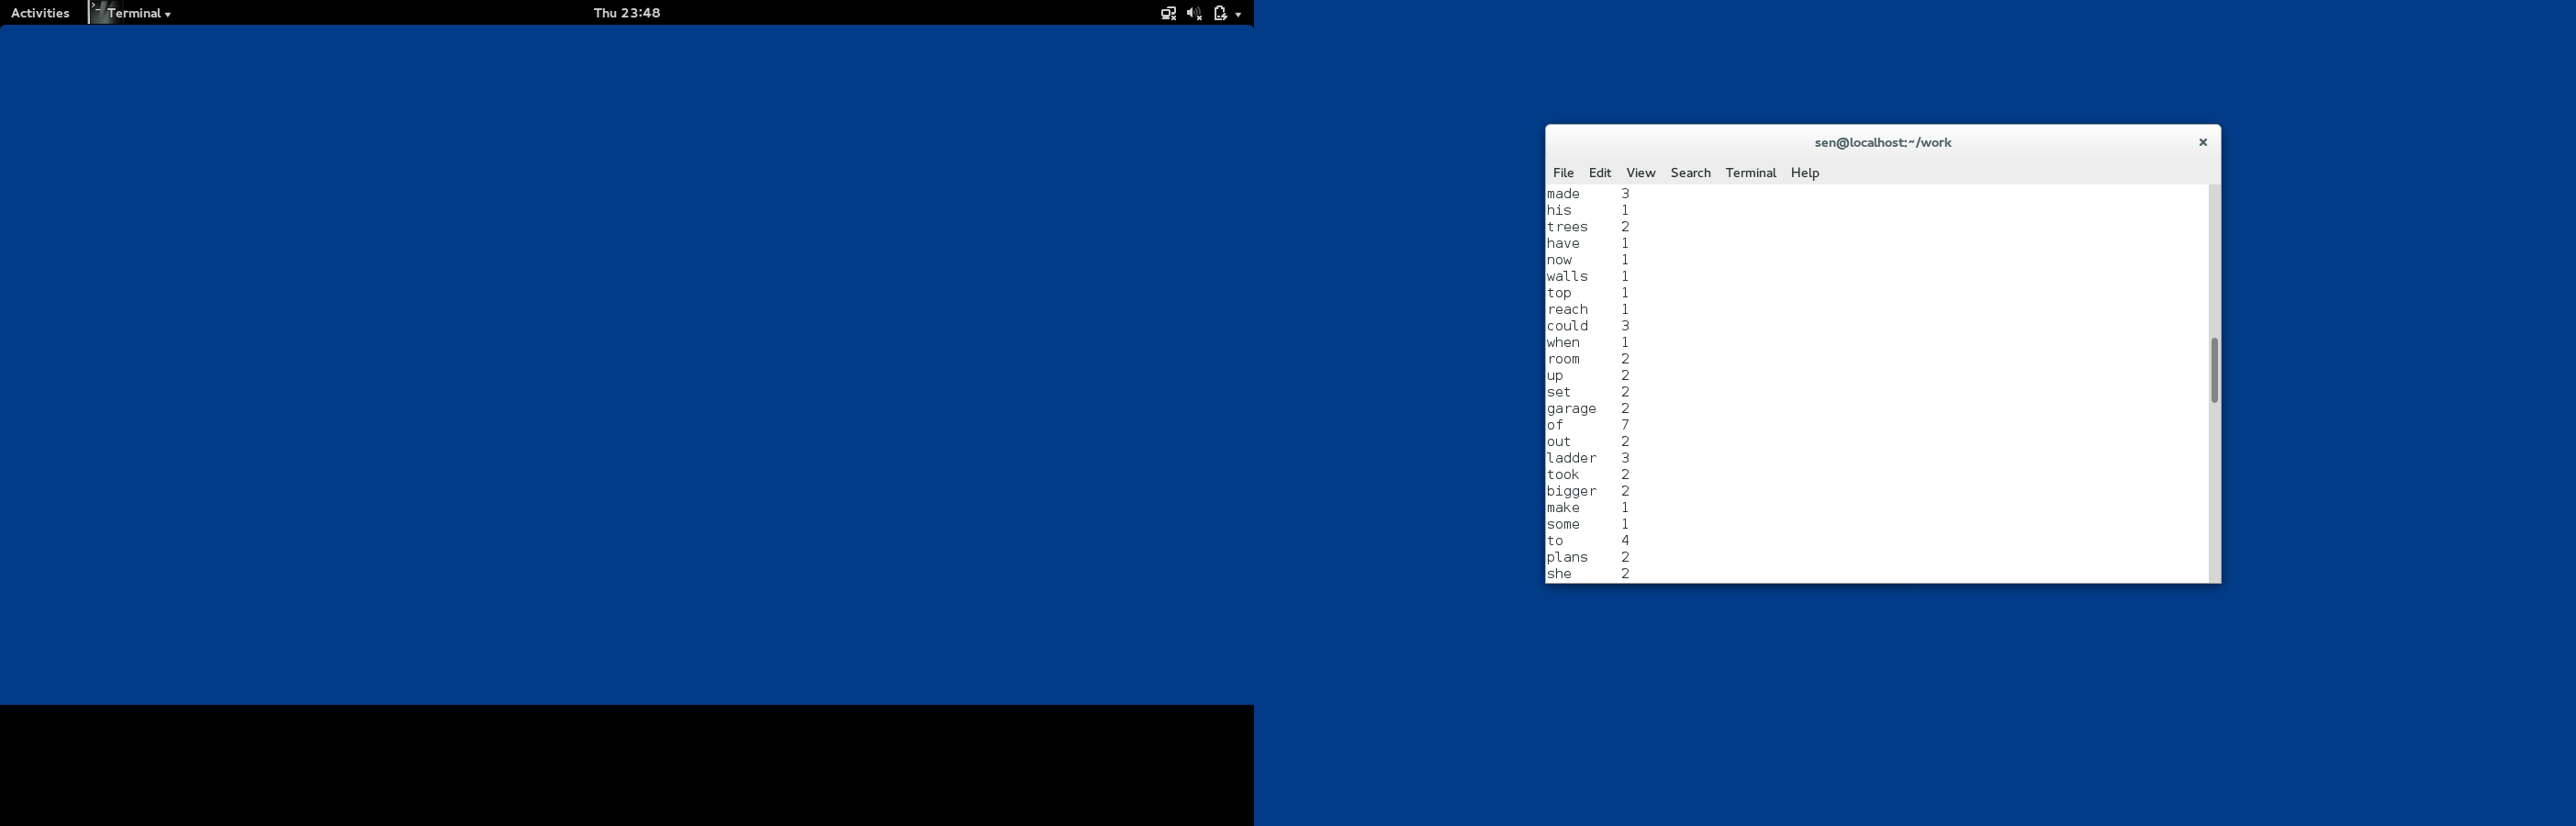 Activities Terminal Thu 23:48
sen@localhost:~/work
File Edit View Search Terminal Help
made 3
his 1
trees 2
have 1
now 1
walls 1
top 1
reach 1
could 3
when 1
room 2
up 2
set 2
garage 2
of 7
out 2
ladder 3
took 2
bigger 2
make 1
some 1
to 4
plans 2
she 2